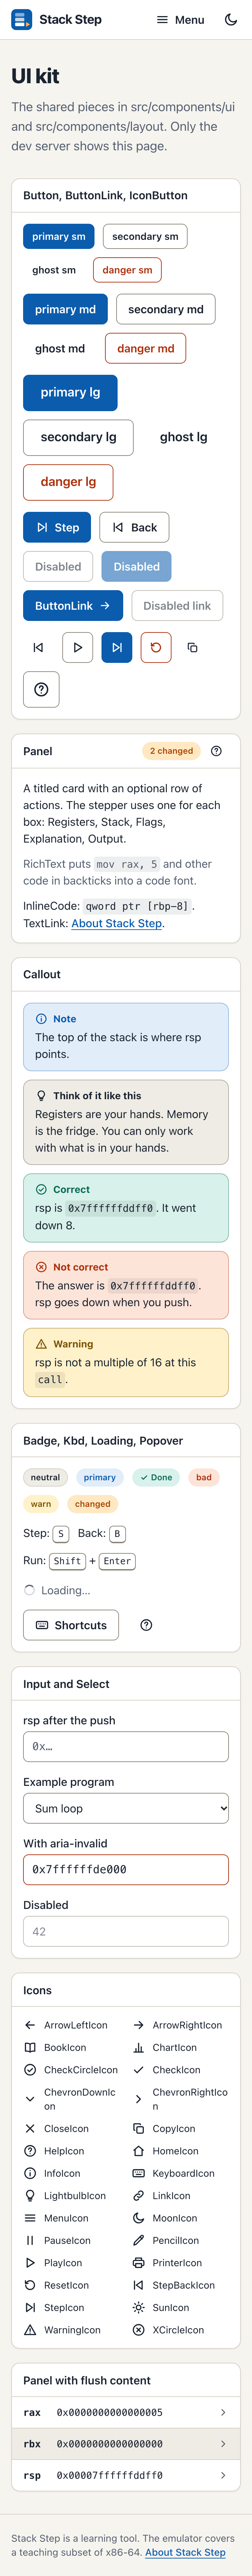 Stack Step
Menu
UI kit
The shared pieces in src/components/ui
and src/components/layout. Only the
dev server shows this page.
Button, ButtonLink, IconButton
primary sm
secondary sm
ghost sm
danger sm
primary md
secondary md
ghost md
danger md
primary lg
secondary lg
ghost lg
danger lg
Step
Back
Disabled
Disabled
ButtonLink
Disabled link
Panel
2 changed
A titled card with an optional row of
actions. The stepper uses one for each
box: Registers, Stack, Flags,
Explanation, Output.
RichText puts mov rax, 5 and other
code in backticks into a code font.
InlineCode: qword ptr [rbp-8].
TextLink: About Stack Step.
Callout
Note
The top of the stack is where rsp
points.
Think of it like this
Registers are your hands. Memory
is the fridge. You can only work
with what is in your hands.
Correct
rsp is 0x7ffffffddff0. It went
down 8.
Not correct
The answer is 0x7ffffffddff0.
rsp goes down when you push.
Warning
rsp is not a multiple of 16 at this
call.
Badge, Kbd, Loading, Popover
neutral
primary
Done
bad
warn
changed
Step: S Back: B
Run: Shift + Enter
Loading…
Shortcuts
Input and Select
rsp after the push
0x…
Example program
Sum loop
With aria-invalid
0x7ffffffde000
Disabled
42
Icons
ArrowLeftIcon
ArrowRightIcon
BookIcon
ChartIcon
CheckCircleIcon
CheckIcon
ChevronDownIc
on
ChevronRightIco
n
CloseIcon
CopyIcon
HelpIcon
HomeIcon
InfoIcon
KeyboardIcon
LightbulbIcon
LinkIcon
MenuIcon
MoonIcon
PauseIcon
PencilIcon
PlayIcon
PrinterIcon
ResetIcon
StepBackIcon
StepIcon
SunIcon
WarningIcon
XCircleIcon
Panel with flush content
rax 0x0000000000000005
rbx 0x0000000000000000
rsp 0x00007ffffffddff0
Stack Step is a learning tool. The emulator covers
a teaching subset of x86-64. About Stack Step